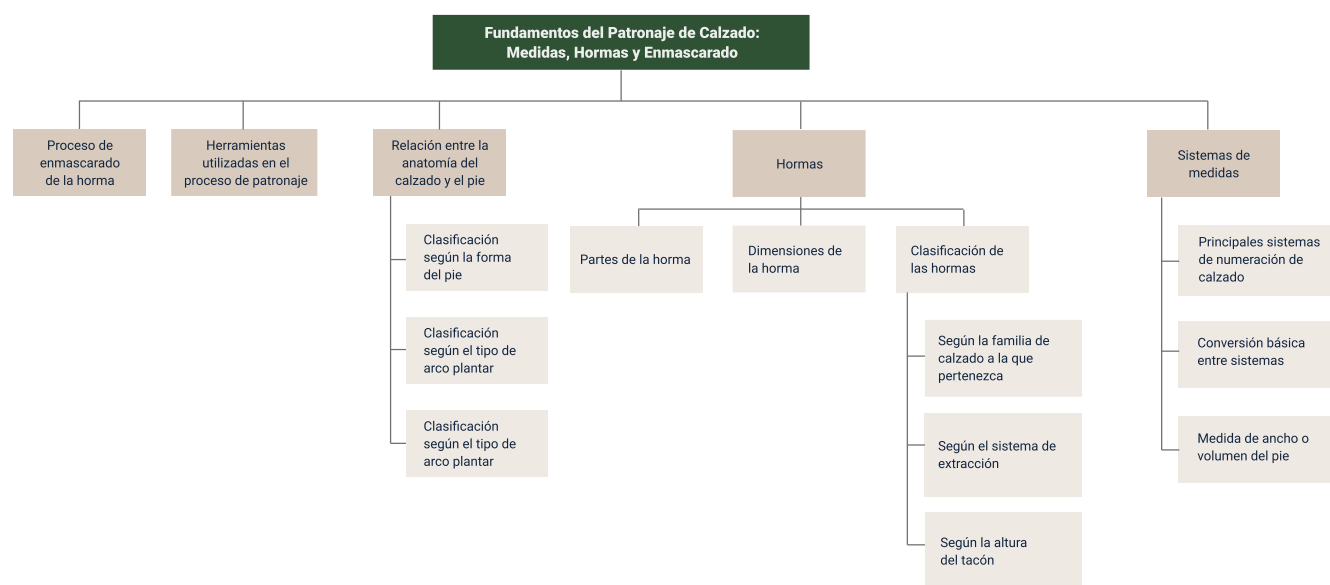 Fundamentos del Patronaje de Calzado:
Medidas, Hormas y Enmascarado
Proceso de
enmascarado
de la horma
Herramientas
utilizadas en el
proceso de patronaje
Relación entre la
anatomía del
calzado y el pie
Hormas
Sistemas de
medidas
Clasificación
según la forma
del pie
Clasificación
según el tipo de
arco plantar
Clasificación
según el tipo de
arco plantar
Partes de la horma
Dimensiones de
la horma
Clasificación de
las hormas
Según la familia de
calzado a la que
pertenezca
Según el sistema de
extracción
Según la altura
del tacón
Principales sistemas
de numeración de
calzado
Conversión básica
entre sistemas
Medida de ancho o
volumen del pie